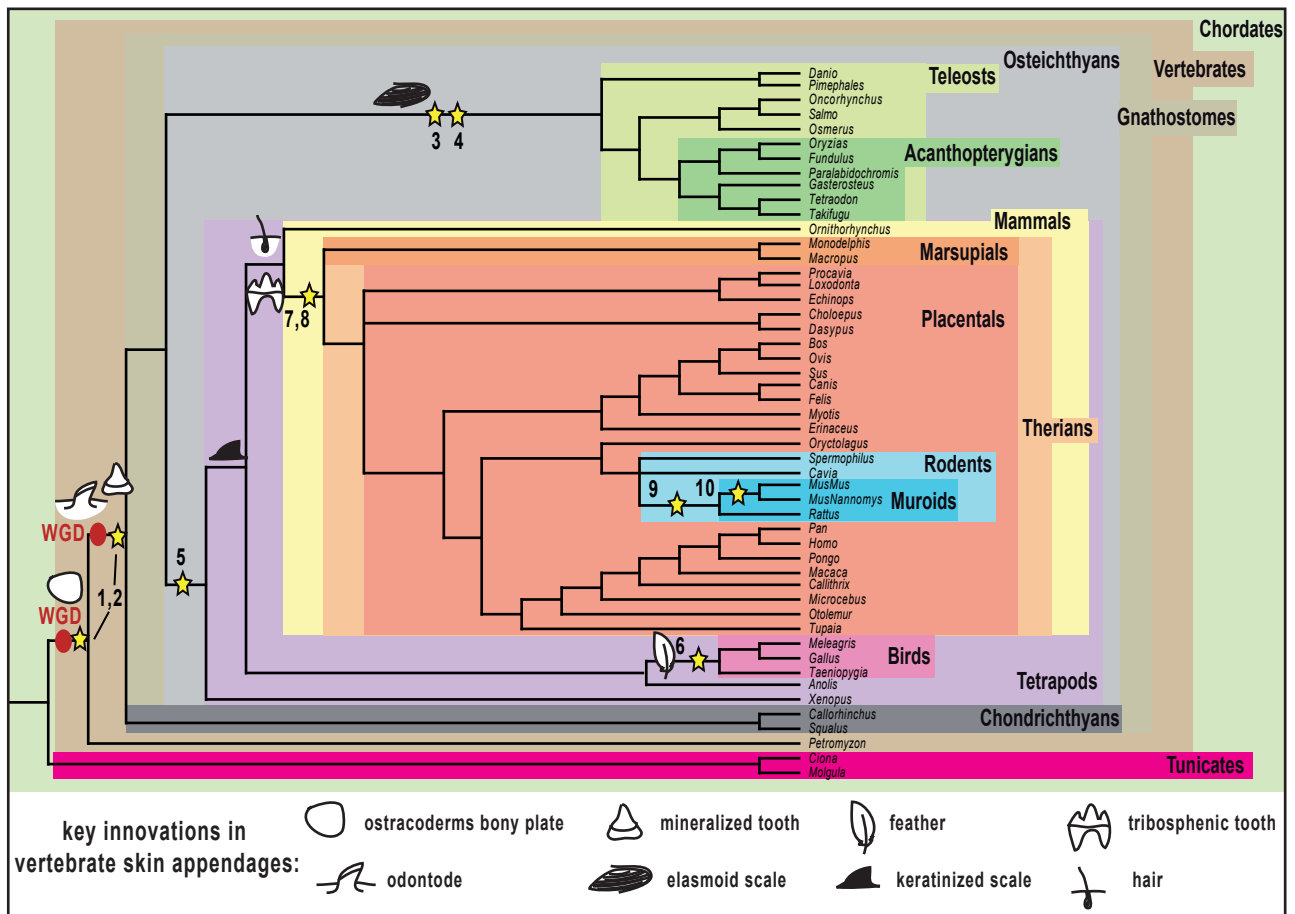 Chordates
Osteichthyans
Vertebrates
Teleosts
Gnathostomes
Danio
Pimephales
Oncorhynchus
Salmo
Osmerus
3 4
Oryzias
Acanthopterygians
Fundulus
Paralabidochromis
Gasterosteus
Tetraodon
Takifugu
Mammals
Ornithorhynchus
Monodelphis
Marsupials
Macropus
Procavia
Loxodonta
Echinops
7,8
Choloepus
Placentals
Dasypus
Bos
Ovis
Sus
Canis
Felis
Myotis
Erinaceus
Therians
Oryctolagus
Spermophilus
Rodents
Cavia
9 10
MusMus
MusNannomys
Muroids
Rattus
Pan
WGD
Homo
5
Pongo
Macaca
Callithrix
1,2
Microcebus
WGD
Otolemur
Tupaia
6
Meleagris
Gallus
Birds
Taeniopygia
Anolis
Tetrapods
Xenopus
Callorhinchus
Chondrichthyans
Squalus
Petromyzon
Ciona
Tunicates
Molgula
key innovations in
vertebrate skin appendages:
ostracoderms bony plate
mineralized tooth
feather
tribosphenic tooth
odontode
elasmoid scale
keratinized scale
hair